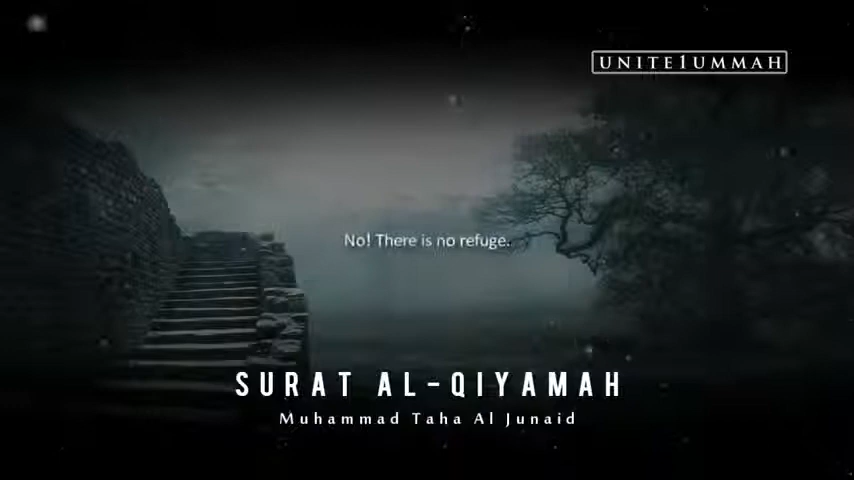 UNITE1UMMAH
No! There is no refuge.
SURAT AL-QIYAMAH
Muhammad Taha Al Junaid